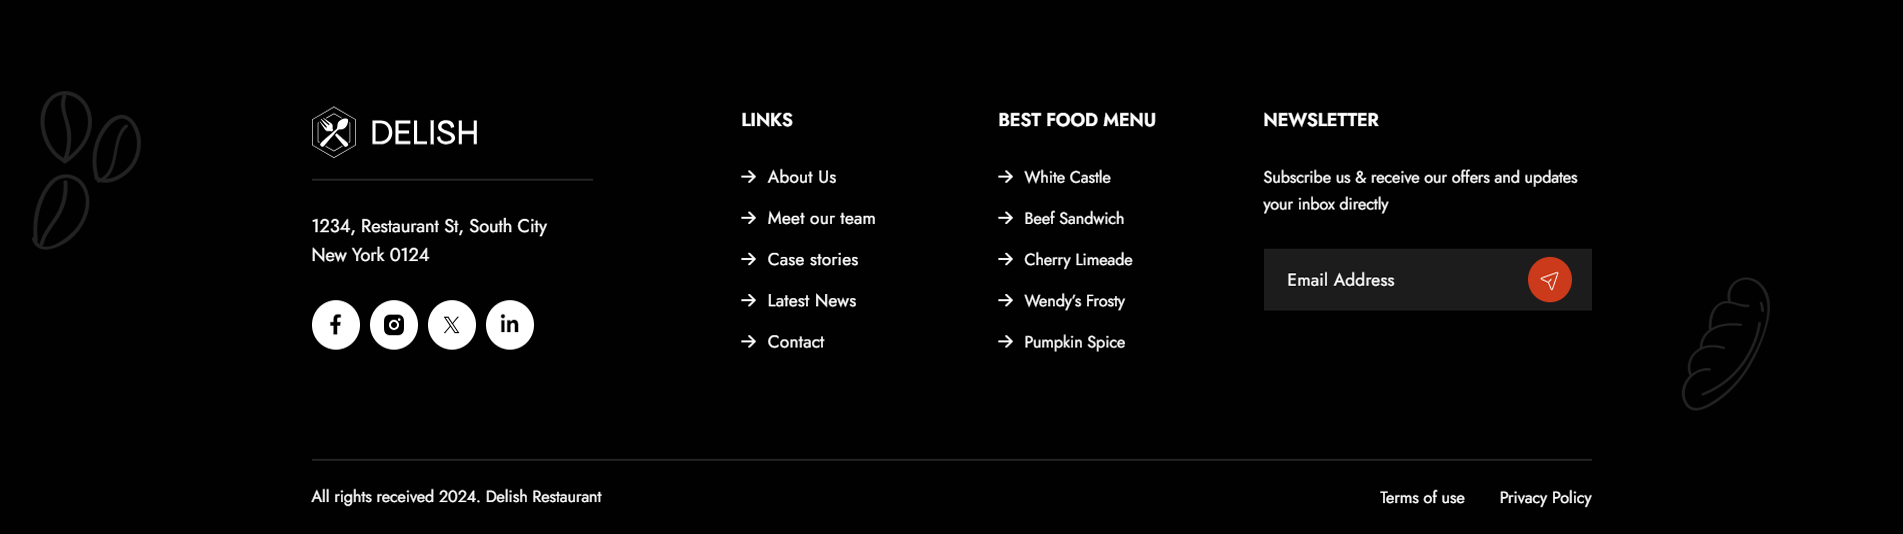 DELISH
1234, Restaurant St, South City
New York 0124
LINKS
About Us
Meet our team
Case stories
Latest News
Contact
BEST FOOD MENU
White Castle
Beef Sandwich
Cherry Limeade
Wendy’s Frosty
Pumpkin Spice
NEWSLETTER
Subscribe us & receive our offers and updates
your inbox directly
Email Address
All rights received 2024. Delish Restaurant
Terms of use
Privacy Policy